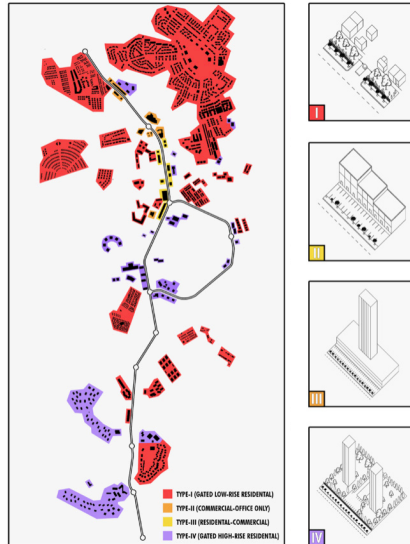 TYPE-I (GATED LOW-RISE RESIDENTAL)
TYPE-II (COMMERCIAL-OFFICE ONLY)
TYPE-III (RESIDENTAL-COMMERCIAL)
TYPE-IV (GATED HIGH-RISE RESIDENTAL)
I
II
III
IV